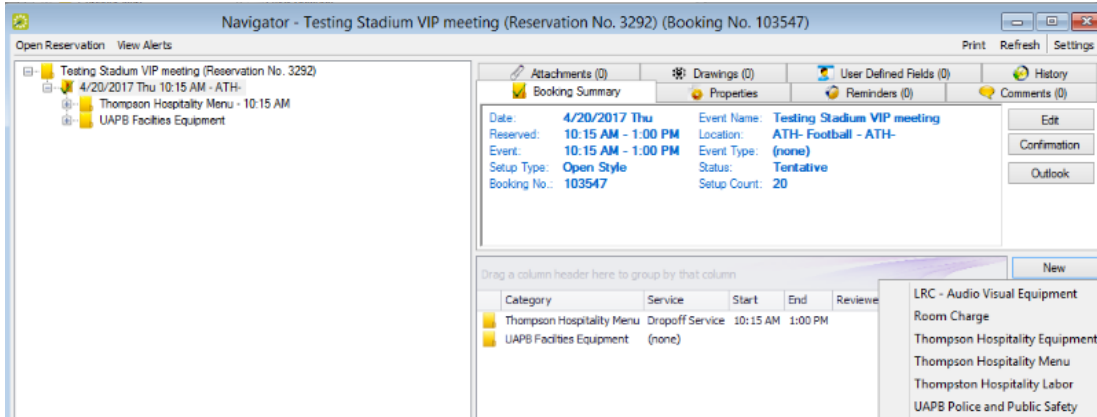 Navigator - Testing Stadium VIP meeting (Reservation No. 3292) (Booking No. 103547)
Open Reservation View Alerts Print Refresh Settings
Testing Stadium VIP meeting (Reservation No. 3292)
4/20/2017 Thu 10:15 AM - ATH-
Thompson Hospitality Menu - 10:15 AM
UAPB Facilties Equipment
Attachments (0) Drawings (0) User Defined Fields (0) History
Booking Summary Properties Reminders (0) Comments (0)
Date: 4/20/2017 Thu Event Name: Testing Stadium VIP meeting
Reserved: 10:15 AM - 1:00 PM Location: ATH- Football - ATH-
Event: 10:15 AM - 1:00 PM Event Type: (none)
Setup Type: Open Style Status: Tentative
Booking No.: 103547 Setup Count: 20
Edit
Confirmation
Outlook
Drag a column header here to group by that column
New
Category Service Start End Reviewe
Thompson Hospitality Menu Dropoff Service 10:15 AM 1:00 PM
UAPB Facilties Equipment (none)
LRC - Audio Visual Equipment
Room Charge
Thompson Hospitality Equipment
Thompson Hospitality Menu
Thompston Hospitality Labor
UAPB Police and Public Safety